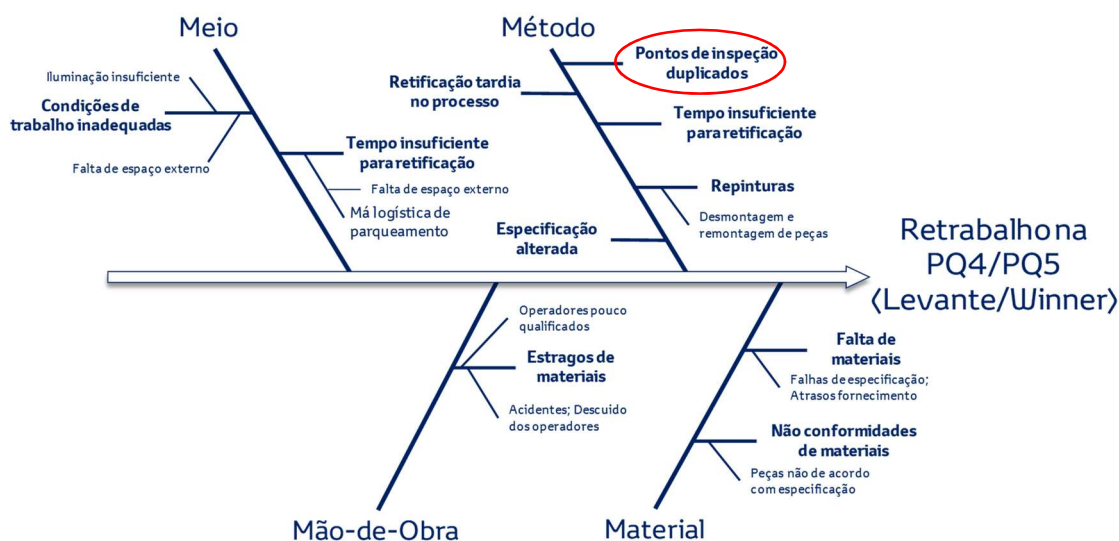 Meio
Iluminação insuficiente
Condições de
trabalho inadequadas
Falta de espaço externo
Tempo insuficiente
para retificação
Falta de espaço externo
Má logística de
parqueamento
Método
Pontos de inspeção
duplicados
Retificação tardia
no processo
Tempo insuficiente
para retificação
Repinturas
Desmontagem e
remontagem de peças
Especificação
alterada
Retrabalho na
PQ4/PQ5
(Levante/Winner)
Operadores pouco
qualificados
Estragos de
materiais
Acidentes; Descuido
dos operadores
Mão-de-Obra
Falta de
materiais
Falhas de especificação;
Atrasos fornecimento
Não conformidades
de materiais
Peças não de acordo
com especificação
Material